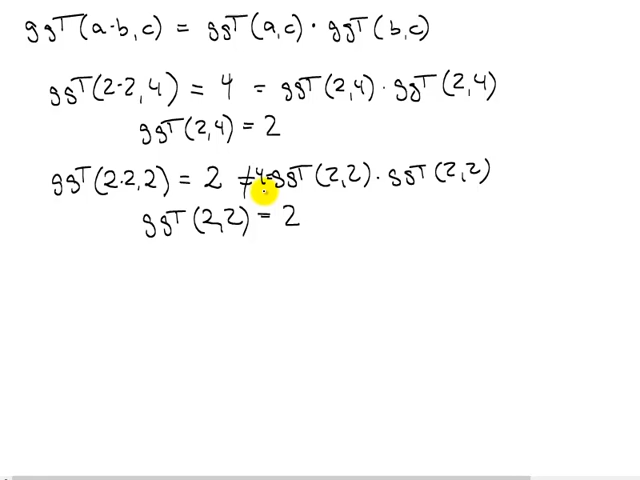 ggT(a·b,c) = ggT(a,c) · ggT(b,c)
ggT(2·2,4) = 4 = ggT(2,4) · ggT(2,4)
ggT(2,4) = 2
ggT(2·2,2) = 2 ≠ 4 = ggT(2,2) · ggT(2,2)
ggT(2,2) = 2